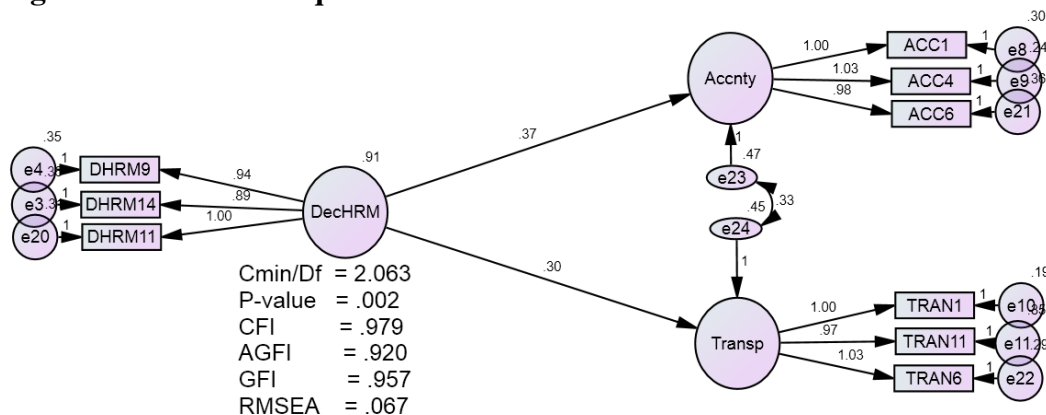 .30
1.00
ACC1
1
e8
.24
1.03
ACC4
1
e9
.36
Accnty
.98
ACC6
1
e21
.35
.37
1
.47
e4
1
DHRM9
.94
.91
e23
e3
1
DHRM14
.89
DecHRM
.33
.45
e20
1
DHRM11
1.00
e24
1
.30
.19
Cmin/Df = 2.063
P-value = .002
CFI = .979
AGFI = .920
GFI = .957
RMSEA = .067
1.00
TRAN1
1
e10
Transp
.97
TRAN11
1
e11
.29
1.03
TRAN6
1
e22